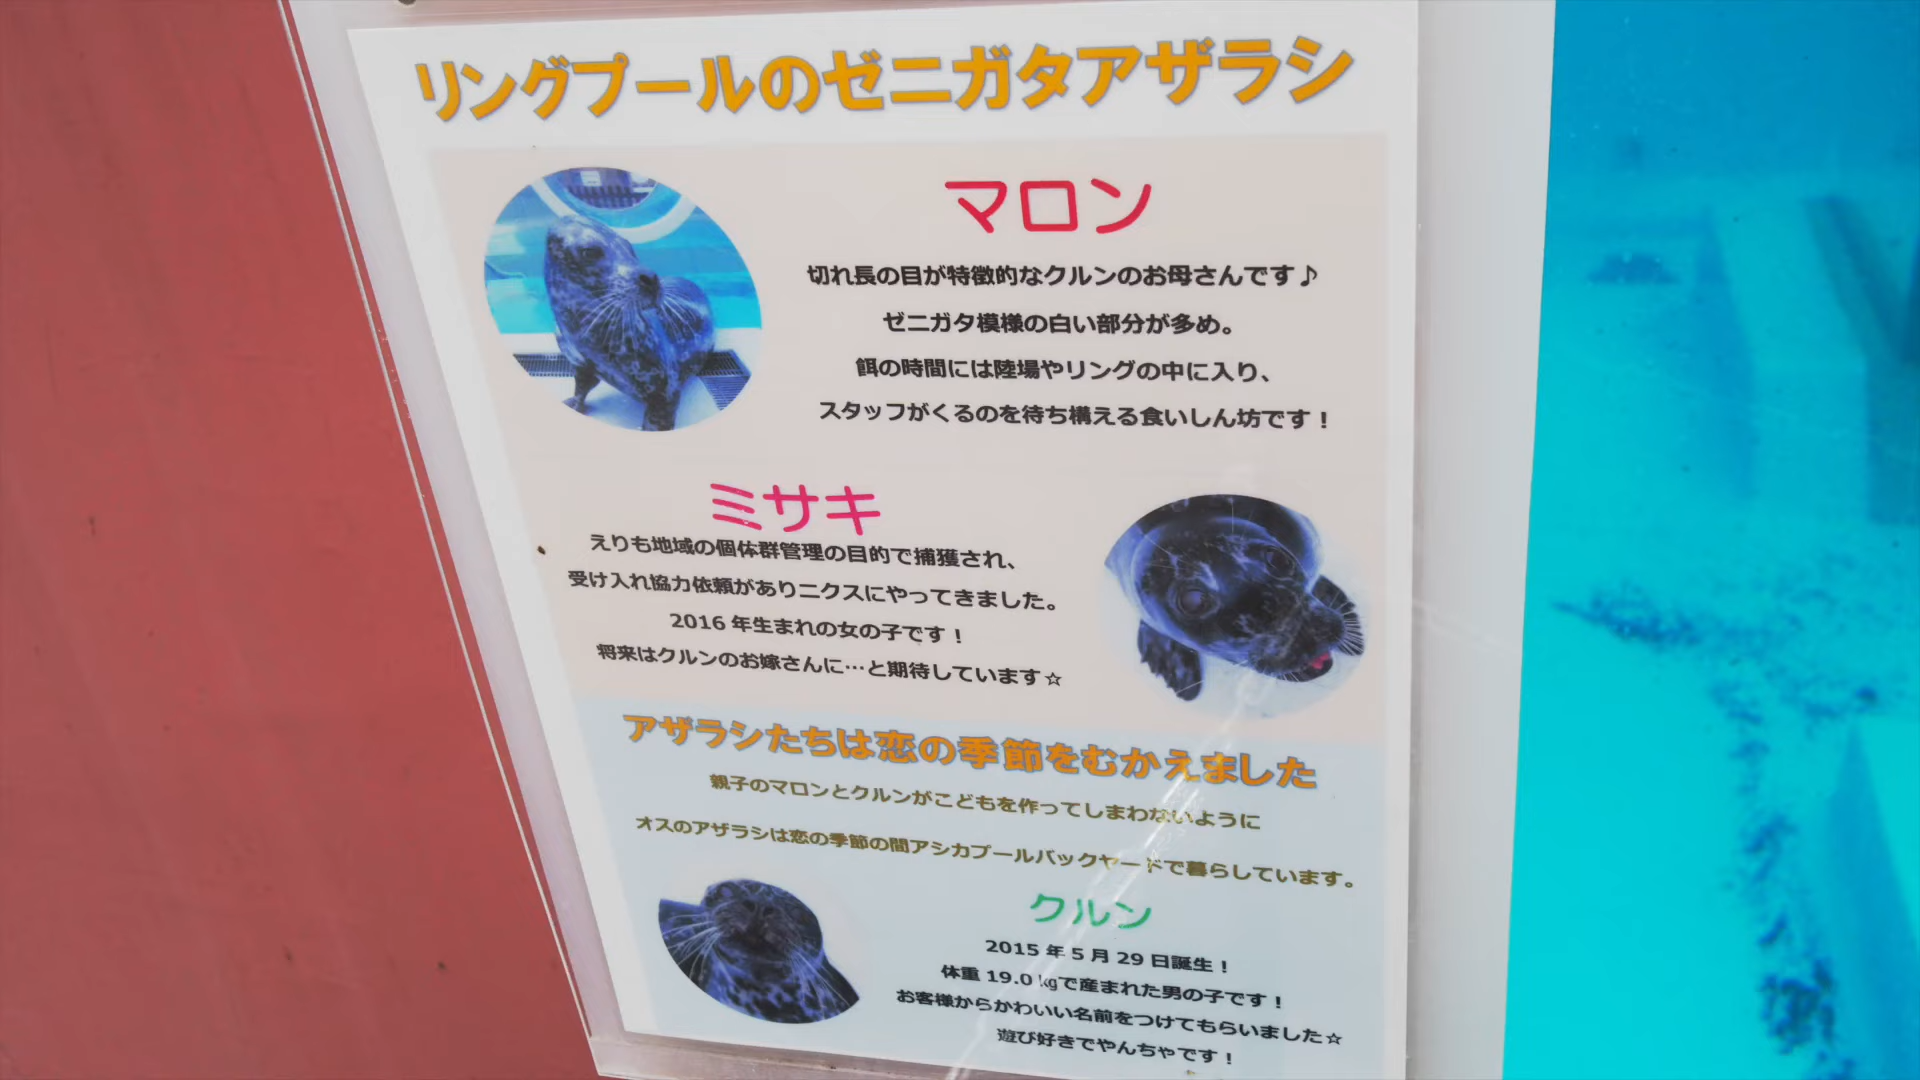 リングプールのゼニガタアザラシ
マロン
切れ長の目が特徴的なクルンのお母さんです♪
ゼニガタ模様の白い部分が多め。
餌の時間には陸場やリングの中に入り、
スタッフがくるのを待ち構える食いしん坊です！
ミサキ
えりも地域の個体群管理の目的で捕獲され、
受け入れ協力依頼がありニクスにやってきました。
2016 年生まれの女の子です！
将来はクルンのお嫁さんに…と期待しています☆
アザラシたちは恋の季節をむかえました
親子のマロンとクルンがこどもを作ってしまわないように
オスのアザラシは恋の季節の間アシカプールバックヤードで暮らしています。
クルン
2015 年 5 月 29 日誕生！
体重 19.0 ㎏で産まれた男の子です！
お客様からかわいい名前をつけてもらいました☆
遊び好きでやんちゃです！